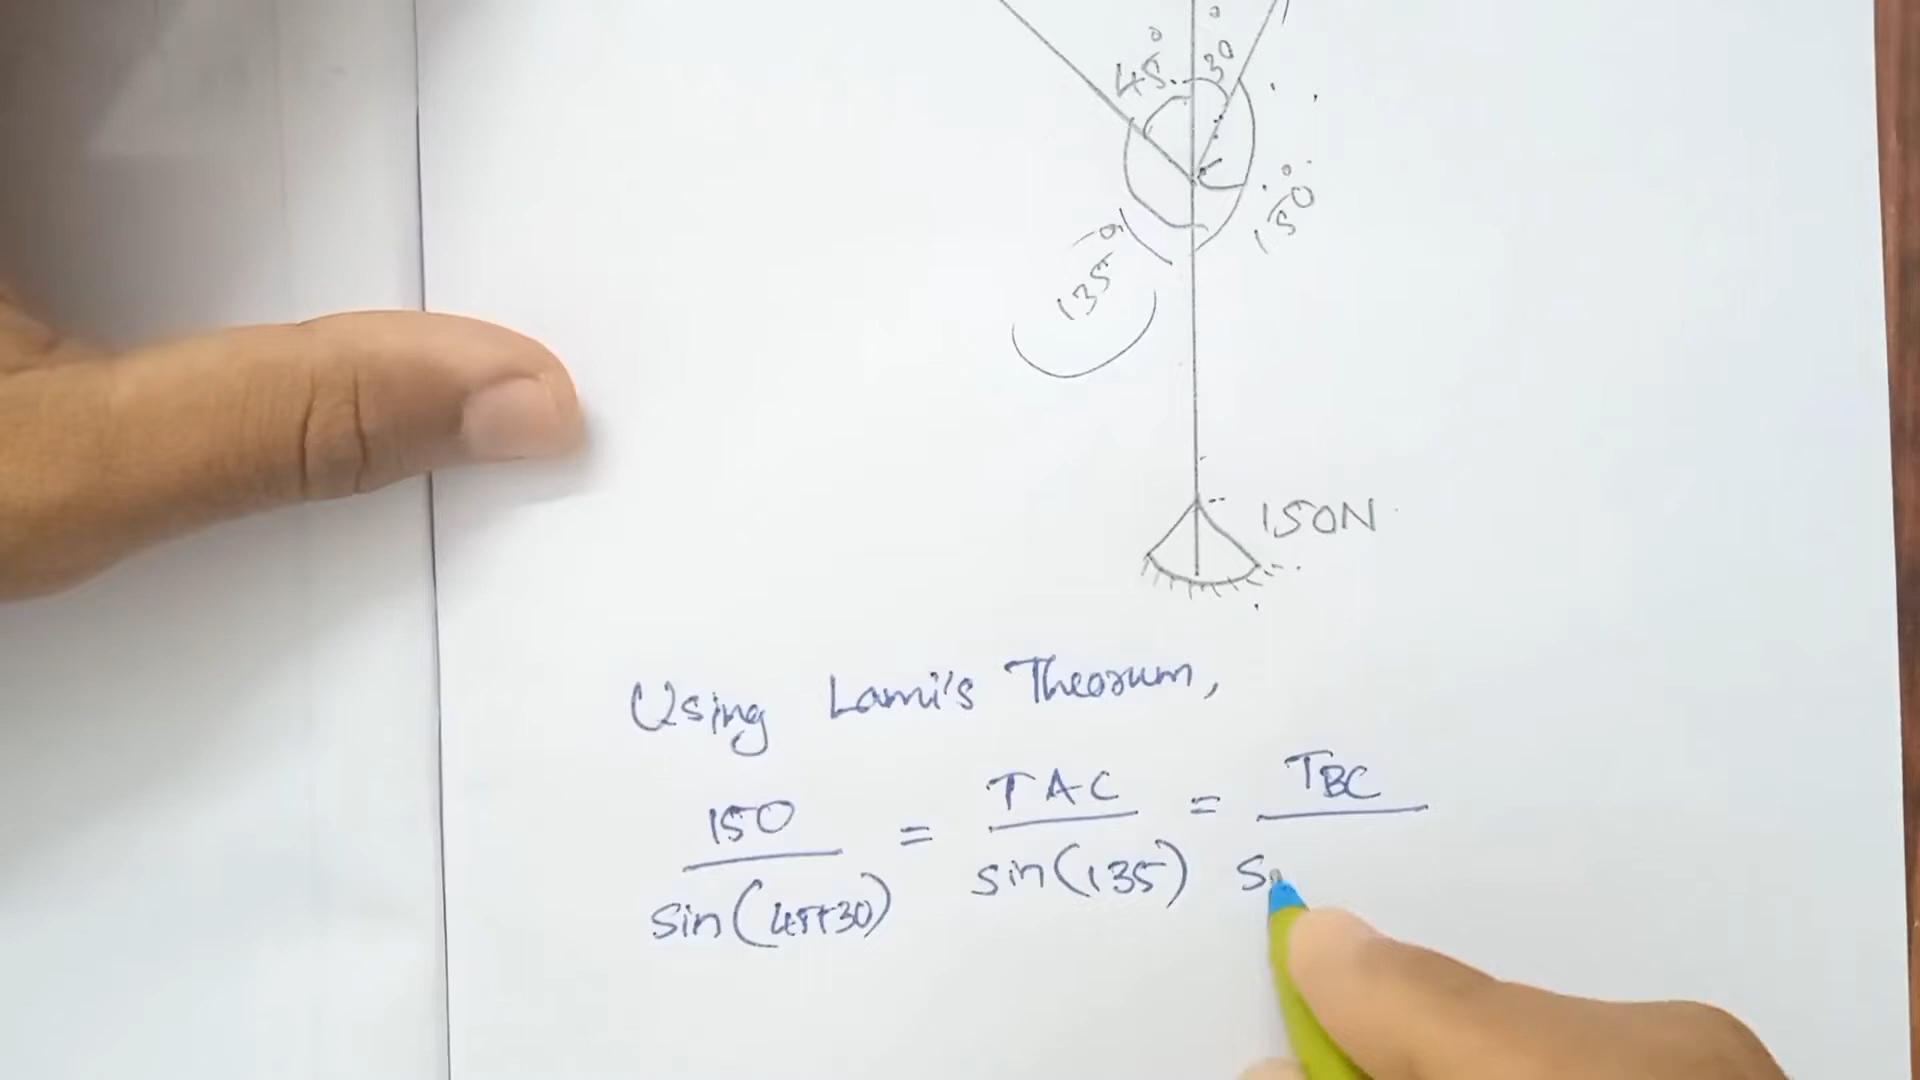 45°
30°
150°
135°
150N
Using Lami's Theorum,
150 = TAC = TBC
sin(45+30) sin(135) S